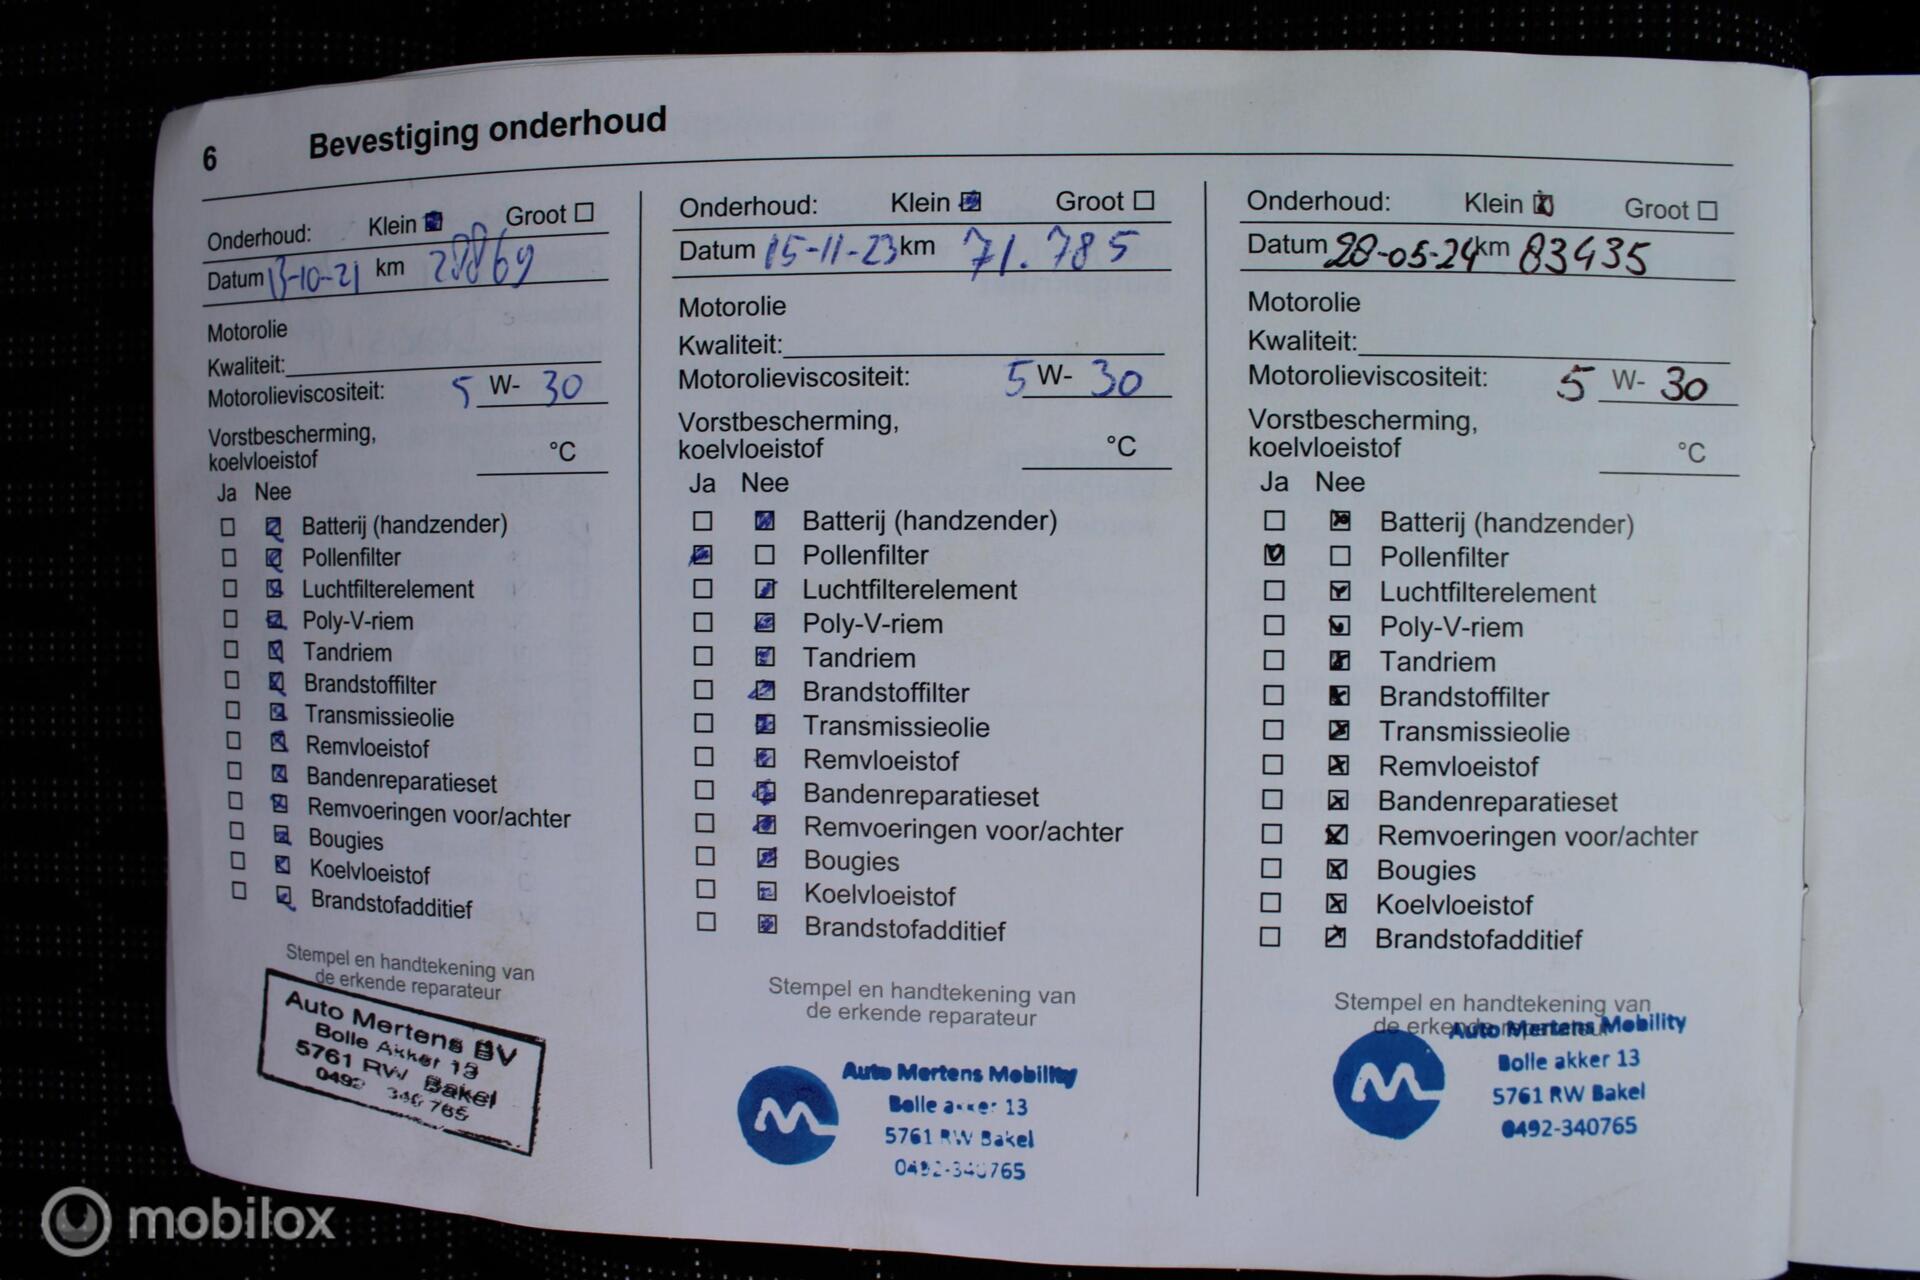 6 Bevestiging onderhoud
Onderhoud: Klein Groot
Datum 13-10-21 km 28869
Motorolie
Kwaliteit:
Motorolieviscositeit: 5 W- 30
Vorstbescherming,
koelvloeistof °C
Ja Nee
Batterij (handzender)
Pollenfilter
Luchtfilterelement
Poly-V-riem
Tandriem
Brandstoffilter
Transmissieolie
Remvloeistof
Bandenreparatieset
Remvoeringen voor/achter
Bougies
Koelvloeistof
Brandstofadditief
Stempel en handtekening van
de erkende reparateur
Auto Mertens BV
Bolle Akker 13
5761 RW Bakel
0492 340765
Onderhoud: Klein Groot
Datum 15-11-23 km 71.785
Motorolie
Kwaliteit:
Motorolieviscositeit: 5 W- 30
Vorstbescherming,
koelvloeistof °C
Ja Nee
Batterij (handzender)
Pollenfilter
Luchtfilterelement
Poly-V-riem
Tandriem
Brandstoffilter
Transmissieolie
Remvloeistof
Bandenreparatieset
Remvoeringen voor/achter
Bougies
Koelvloeistof
Brandstofadditief
Stempel en handtekening van
de erkende reparateur
Auto Mertens Mobility
Bolle akker 13
5761 RW Bakel
0492-340765
Onderhoud: Klein Groot
Datum 28-05-24 km 83435
Motorolie
Kwaliteit:
Motorolieviscositeit: 5 W- 30
Vorstbescherming,
koelvloeistof °C
Ja Nee
Batterij (handzender)
Pollenfilter
Luchtfilterelement
Poly-V-riem
Tandriem
Brandstoffilter
Transmissieolie
Remvloeistof
Bandenreparatieset
Remvoeringen voor/achter
Bougies
Koelvloeistof
Brandstofadditief
Stempel en handtekening van
de erkende reparateur
Auto Mertens Mobility
Bolle akker 13
5761 RW Bakel
0492-340765
mobilox